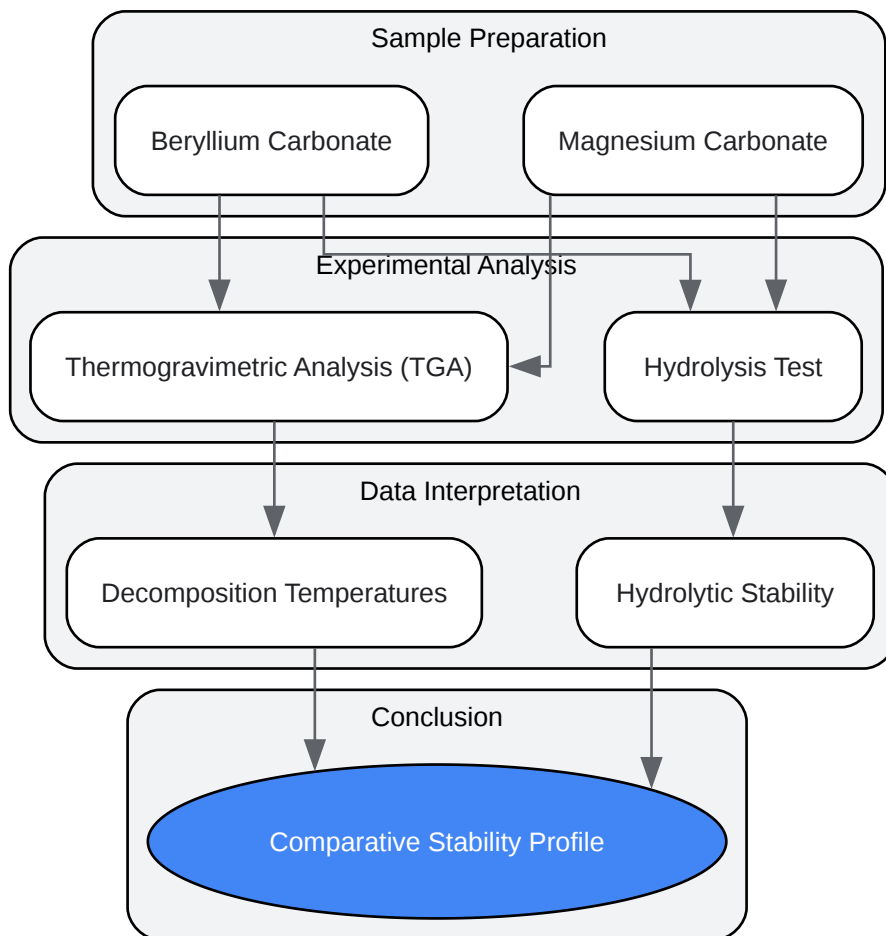 Sample Preparation
Beryllium Carbonate
Magnesium Carbonate
Experimental Analysis
Thermogravimetric Analysis (TGA)
Hydrolysis Test
Data Interpretation
Decomposition Temperatures
Hydrolytic Stability
Conclusion
Comparative Stability Profile